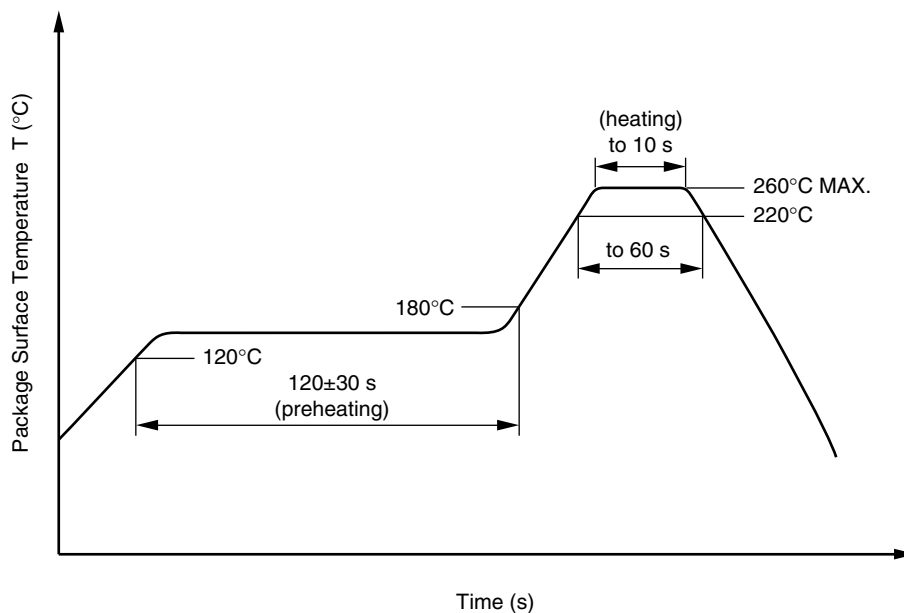 Package Surface Temperature T (°C)
(heating)
to 10 s
260°C MAX.
220°C
to 60 s
180°C
120°C
120±30 s
(preheating)
Time (s)